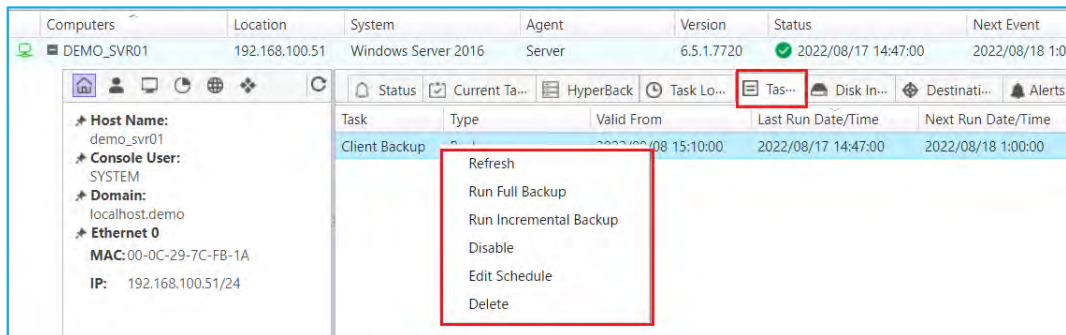 Computers Location System Agent Version Status Next Event
DEMO_SVR01 192.168.100.51 Windows Server 2016 Server 6.5.1.7720 2022/08/17 14:47:00 2022/08/18 1:0
Status Current Ta... HyperBack Task Lo... Tas... Disk In... Destinati... Alerts
Host Name:
demo_svr01
Console User:
SYSTEM
Domain:
localhost.demo
Ethernet 0
MAC: 00-0C-29-7C-FB-1A
IP: 192.168.100.51/24
Task Type Valid From Last Run Date/Time Next Run Date/Time
Client Backup 08 15:10:00 2022/08/17 14:47:00 2022/08/18 1:00:00
Refresh
Run Full Backup
Run Incremental Backup
Disable
Edit Schedule
Delete